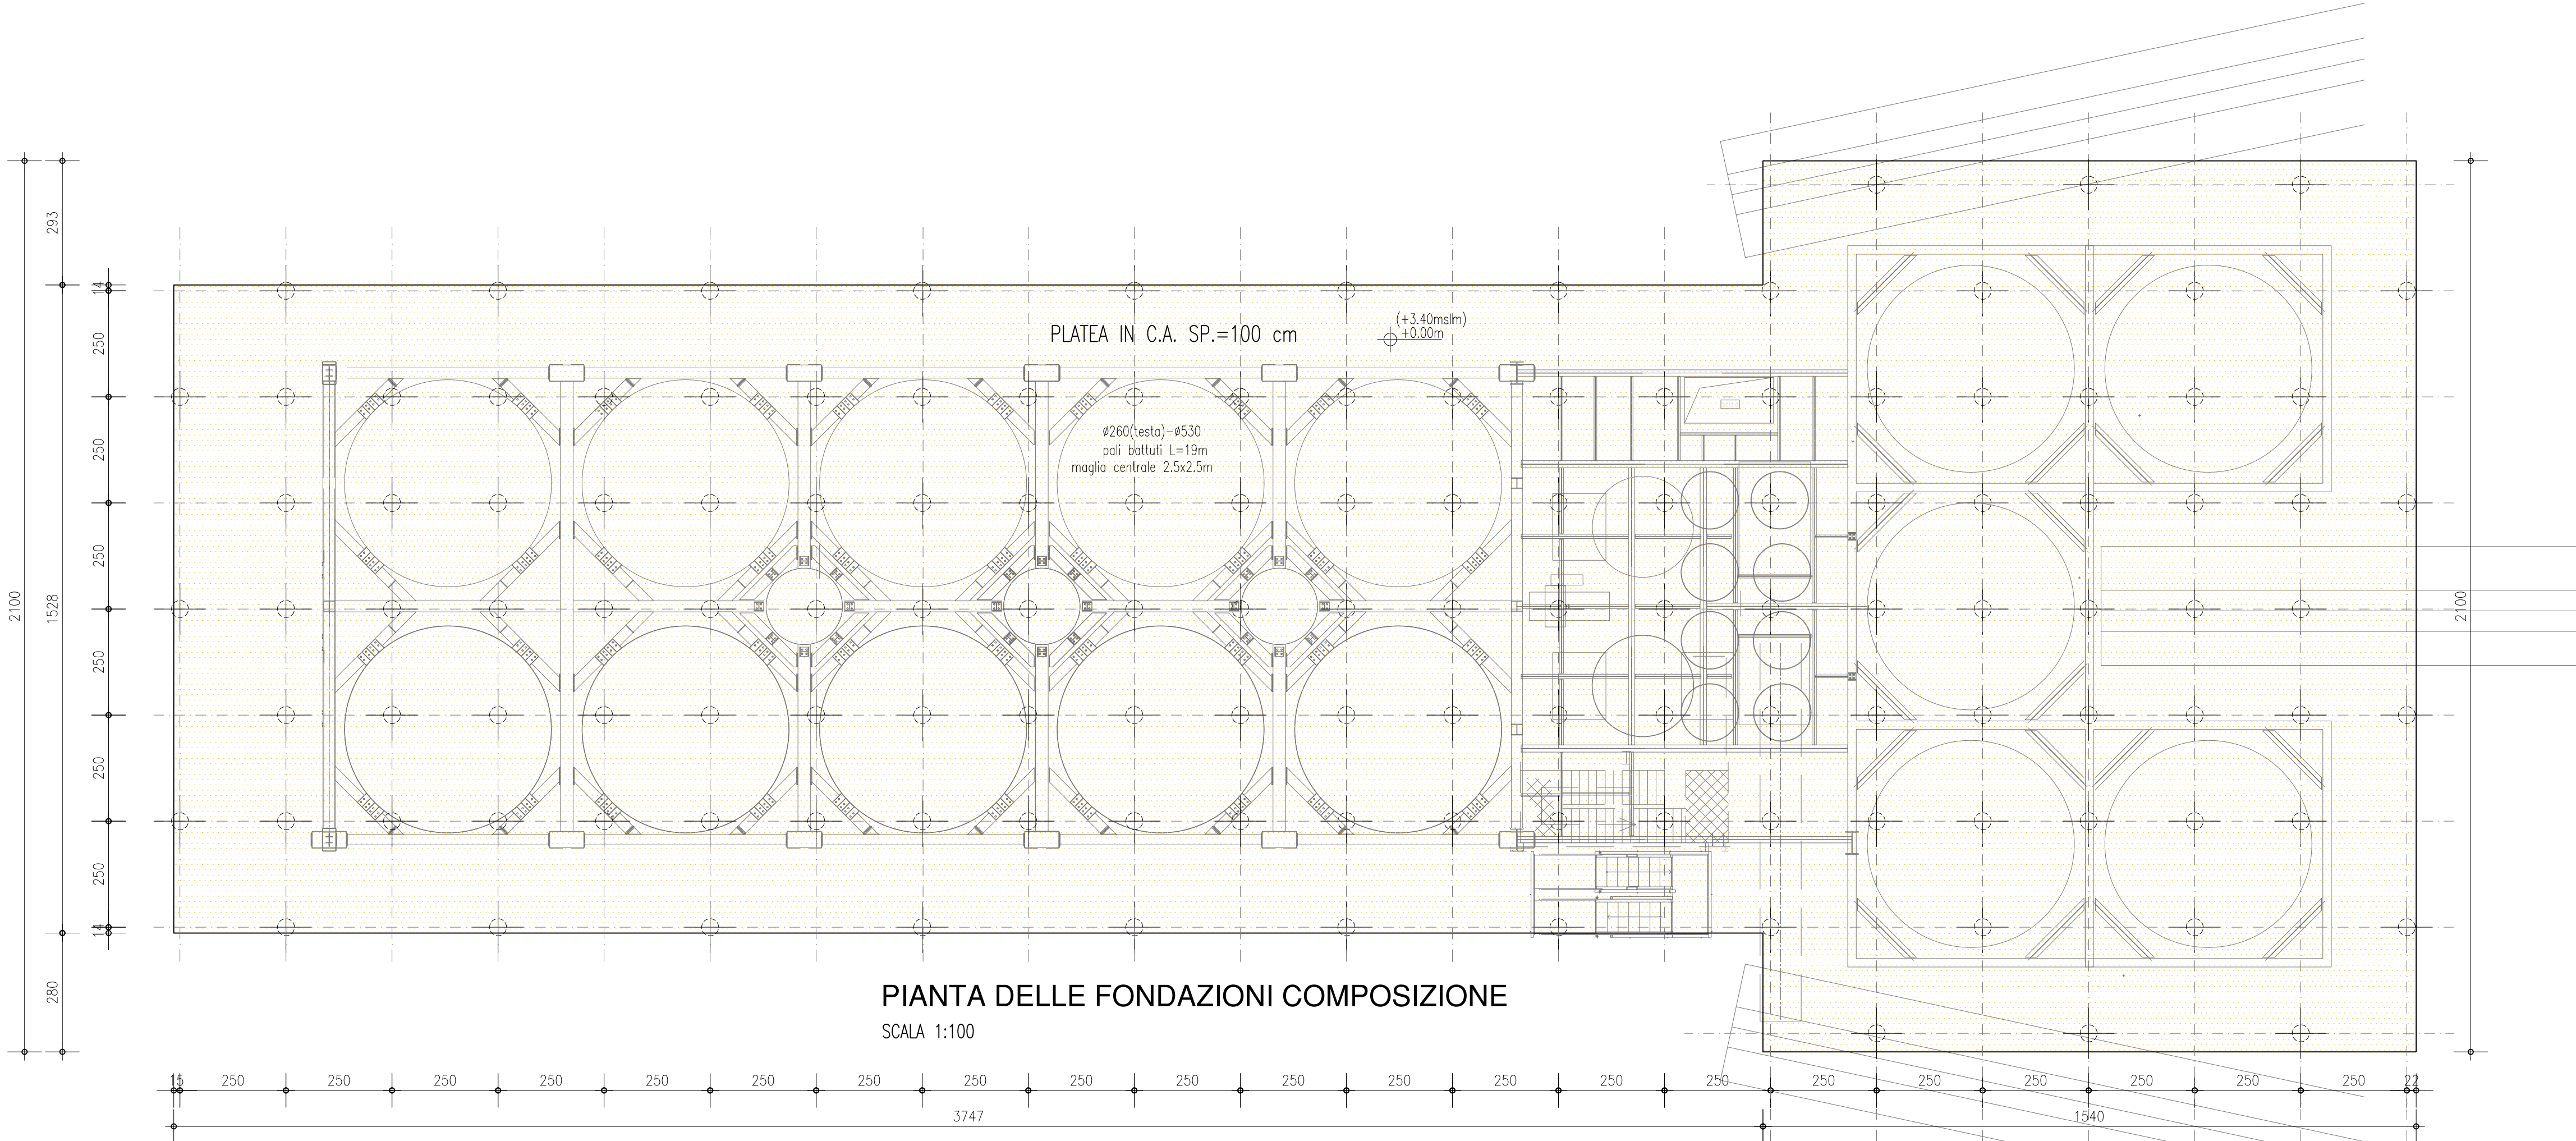 293
14
250
250
250
250
250
250
14
2100
1528
280
2100
PLATEA IN C.A. SP.=100 cm
(+3.40mslm)
+0.00m
ø260(testa)-ø530
pali battuti L=19m
maglia centrale 2.5x2.5m
PIANTA DELLE FONDAZIONI COMPOSIZIONE
SCALA 1:100
15 250 250 250 250 250 250 250 250 250 250 250 250 250 250 250 250 250 250 250 250 250 22
3747 1540